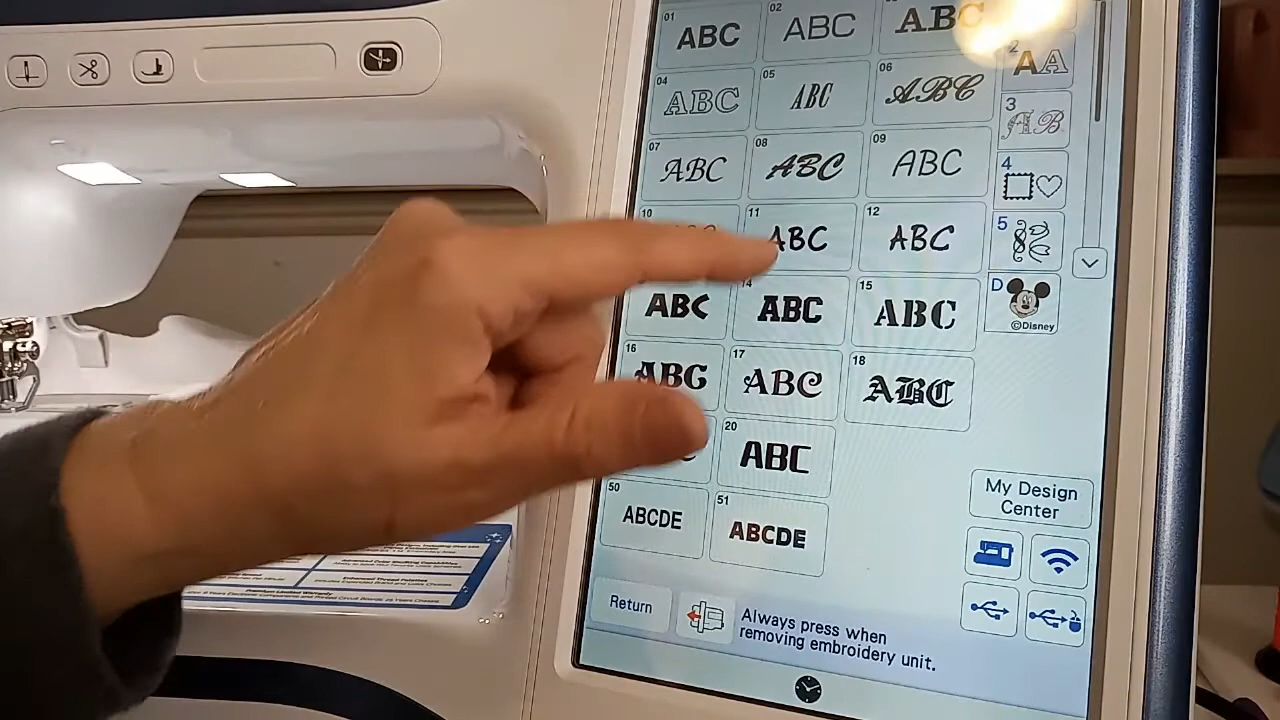 01 ABC
02 ABC
ABC
04 ABC
05 ABC
06 ABC
07 ABC
08 ABC
09 ABC
10
11 ABC
12 ABC
ABC
14 ABC
15 ABC
16 ABC
17 ABC
18 ABC
20 ABC
50 ABCDE
51 ABCDE
2 AA
3 AB
4
5
D
©Disney
My Design
Center
Return
Always press when
removing embroidery unit.